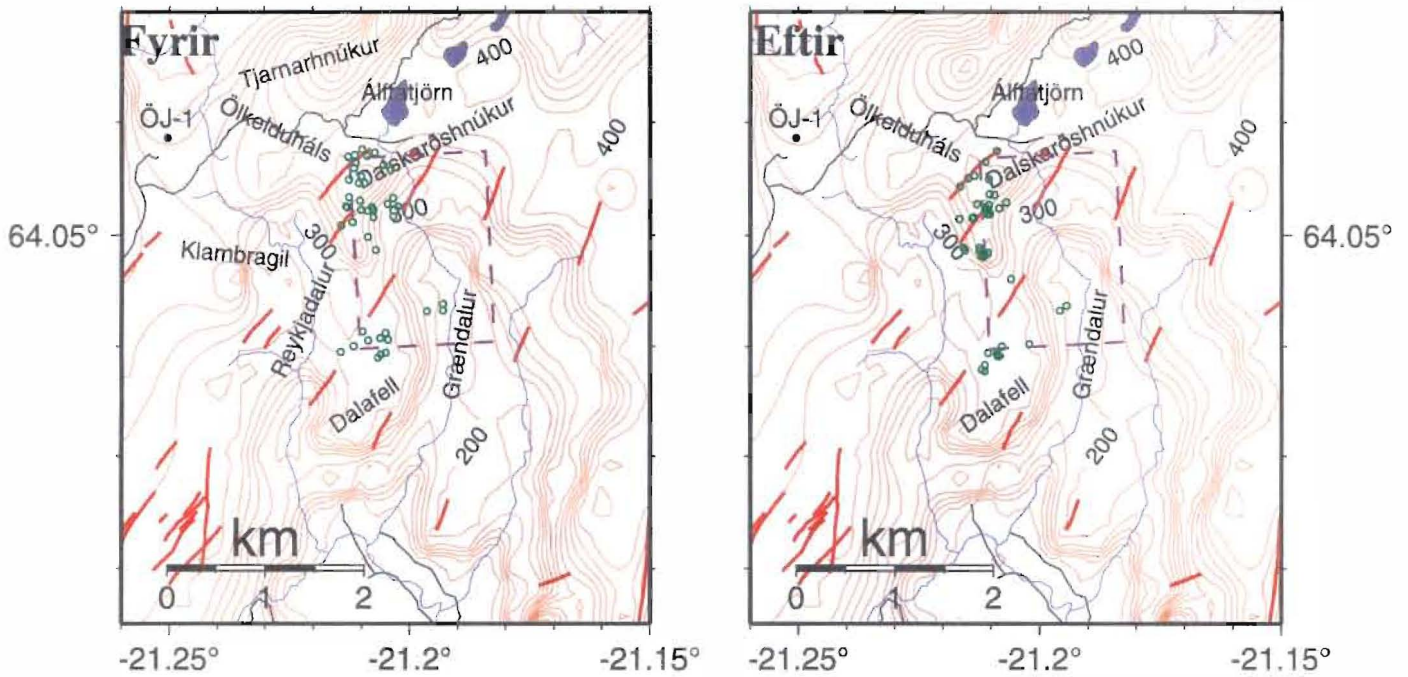 Fyrir
Tjarnarhnúkur
400
Álftatjörn
ÖJ-1
Ölkelduháls
Dalskarðshnúkur
400
300
300
64.05°
Klambragil
Reykjadalur
Grændalur
Dalafell
200
km
0 1 2
-21.25° -21.2° -21.15°
Eftir
400
Álftatjörn
ÖJ-1
Ölkelduháls
Dalskarðshnúkur
400
300
300
64.05°
Grændalur
Dalafell
200
km
0 1 2
-21.25° -21.2° -21.15°